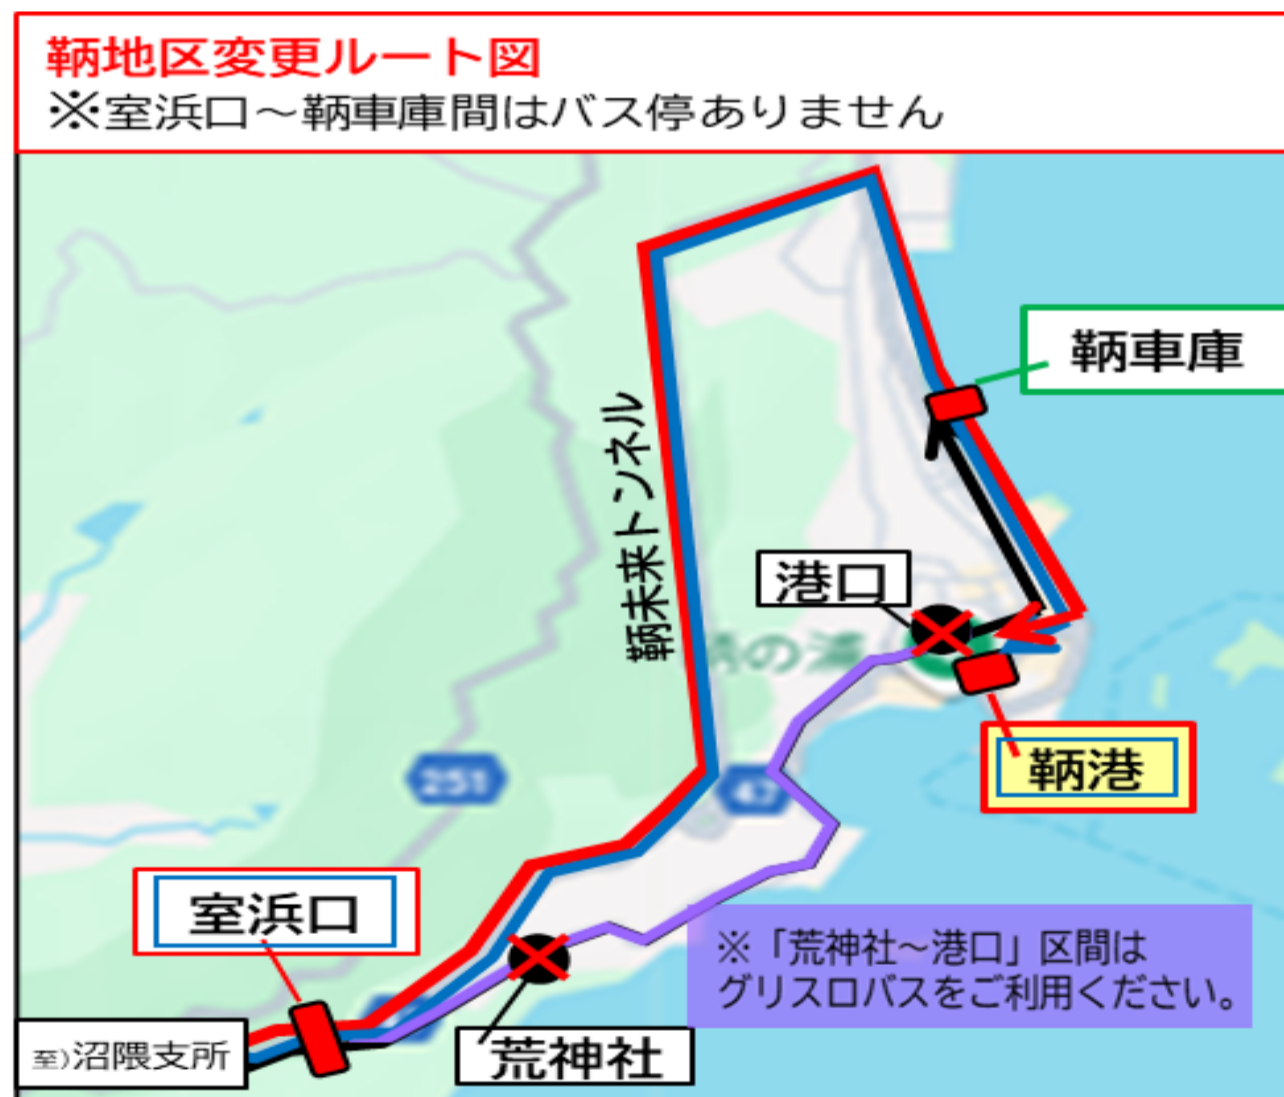 鞆地区変更ルート図
※室浜口～鞆車庫間はバス停ありません
鞆車庫
鞆未来トンネル
港口
鞆港
251
47
室浜口
※「荒神社～港口」区間は
グリスロバスをご利用ください。
至）沼隈支所
荒神社